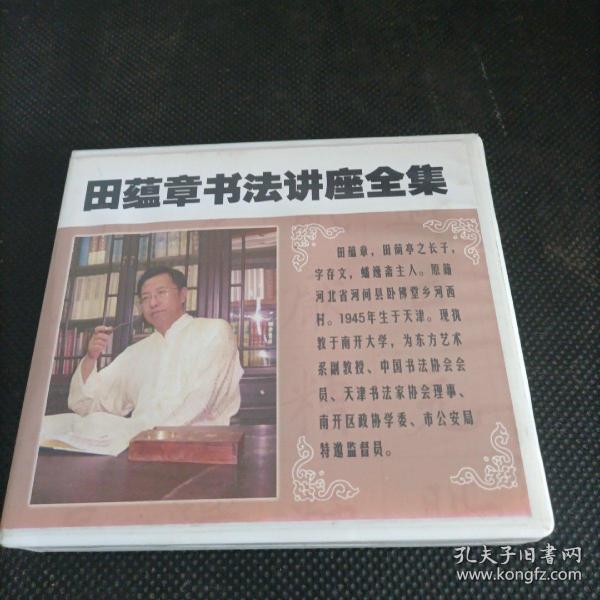 田蕴章书法讲座全集
田蕴章，田荫亭之长子，
字存文，蟠逸斋主人。原籍
河北省河间县卧佛堂乡河西
村。1945年生于天津。现执
教于南开大学，为东方艺术
系副教授、中国书法协会会
员、天津书法家协会理事、
南开区政协学委、市公安局
特邀监督员。
孔夫子旧书网
www.kongfz.com